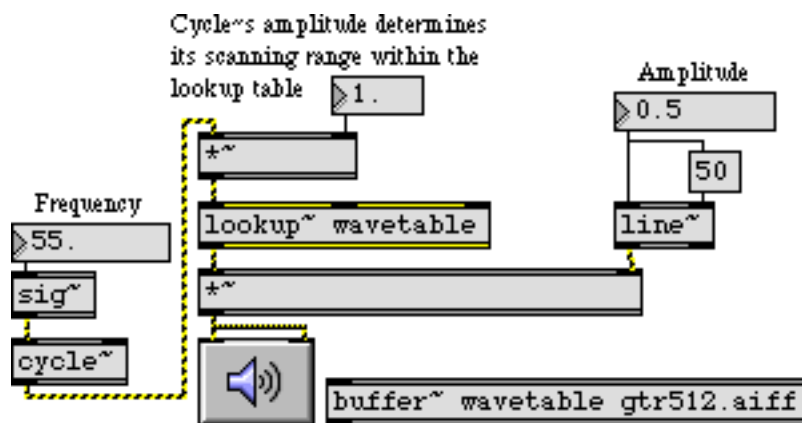 Cycle~s amplitude determines
its scanning range within the
lookup table
1.
*~
lookup~ wavetable
*~
Amplitude
0.5
50
line~
Frequency
55.
sig~
cycle~
buffer~ wavetable gtr512.aiff